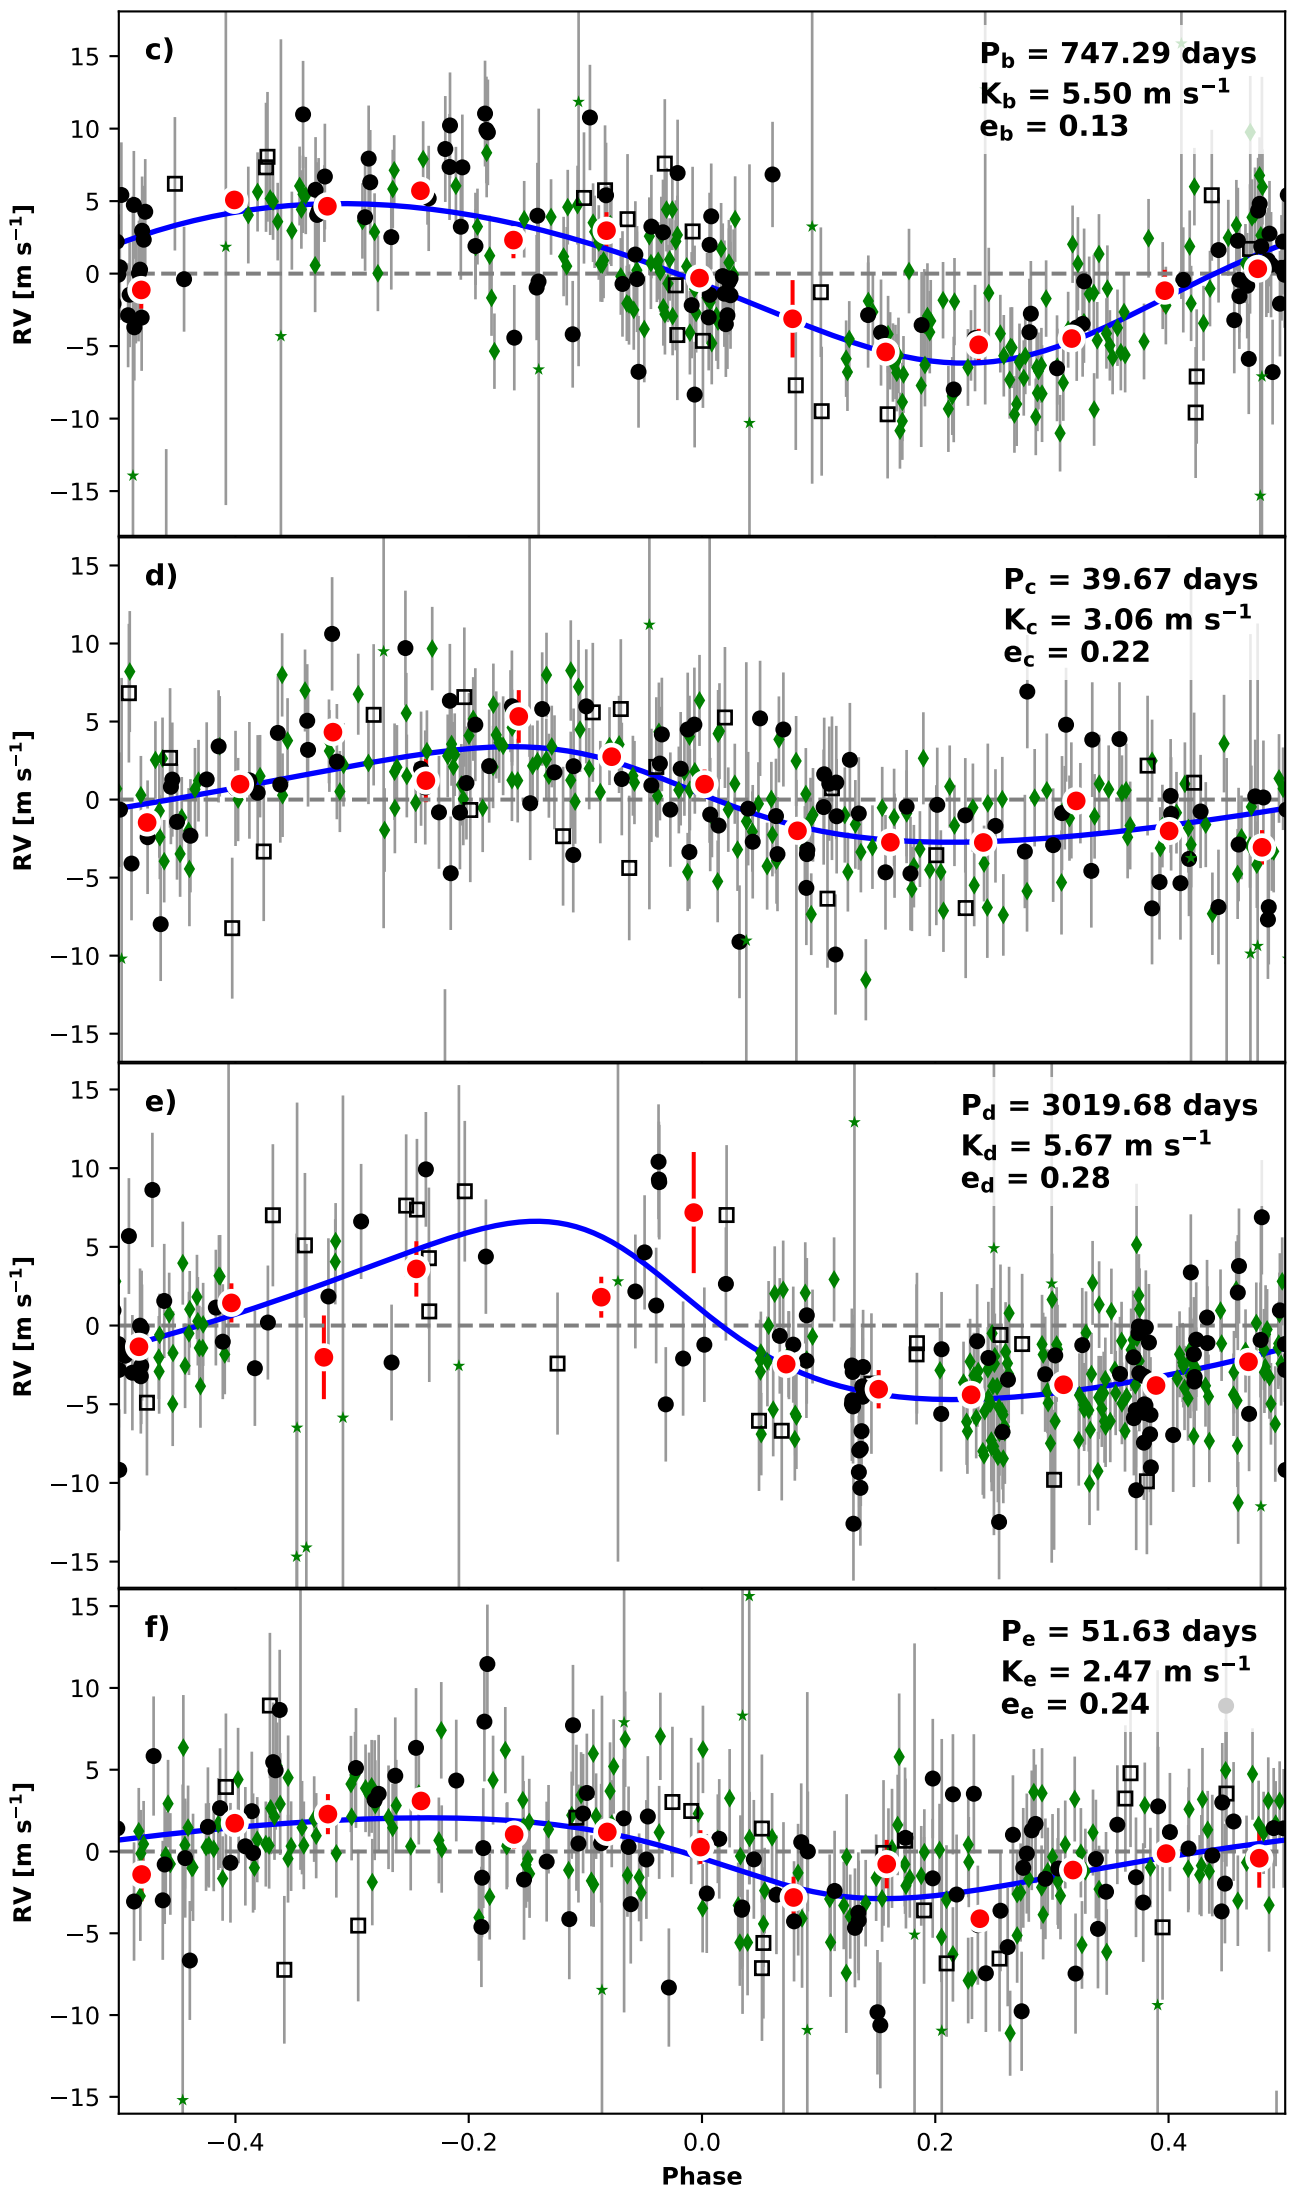 c)
P_b = 747.29 days
K_b = 5.50 m s⁻¹
e_b = 0.13
15
10
5
0
−5
−10
−15
RV [m s⁻¹]
d)
P_c = 39.67 days
K_c = 3.06 m s⁻¹
e_c = 0.22
15
10
5
0
−5
−10
−15
RV [m s⁻¹]
e)
P_d = 3019.68 days
K_d = 5.67 m s⁻¹
e_d = 0.28
15
10
5
0
−5
−10
−15
RV [m s⁻¹]
f)
P_e = 51.63 days
K_e = 2.47 m s⁻¹
e_e = 0.24
15
10
5
0
−5
−10
−15
RV [m s⁻¹]
−0.4 −0.2 0.0 0.2 0.4
Phase